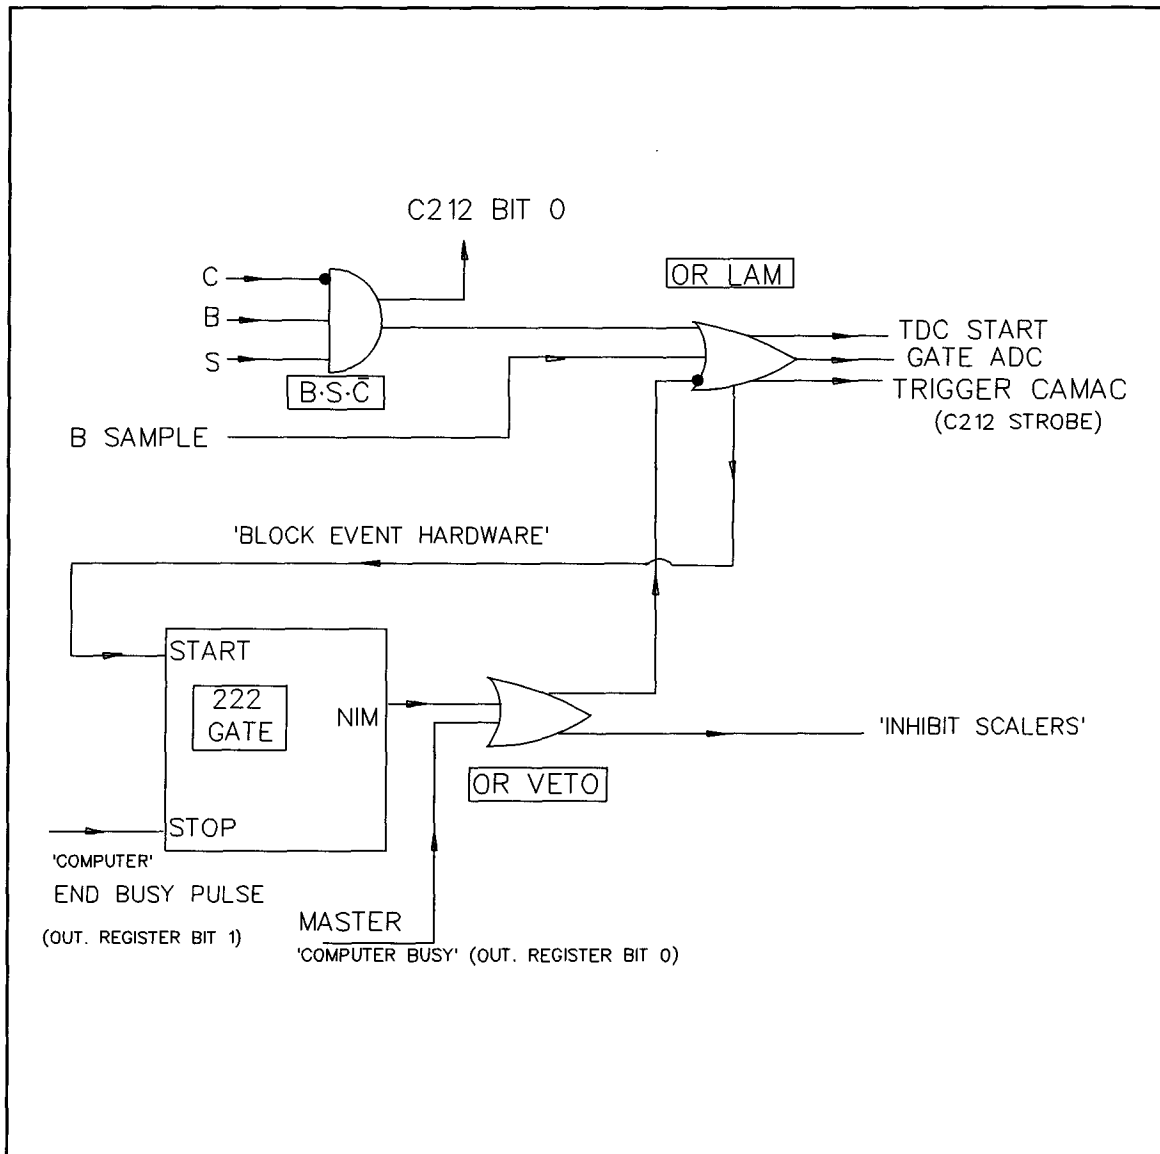 C212 BIT 0
C
B
S
B·S·C̄
OR LAM
TDC START
GATE ADC
TRIGGER CAMAC
(C212 STROBE)
B SAMPLE
'BLOCK EVENT HARDWARE'
START
222
GATE
NIM
STOP
OR VETO
'INHIBIT SCALERS'
'COMPUTER'
END BUSY PULSE
(OUT. REGISTER BIT 1)
MASTER
'COMPUTER BUSY' (OUT. REGISTER BIT 0)